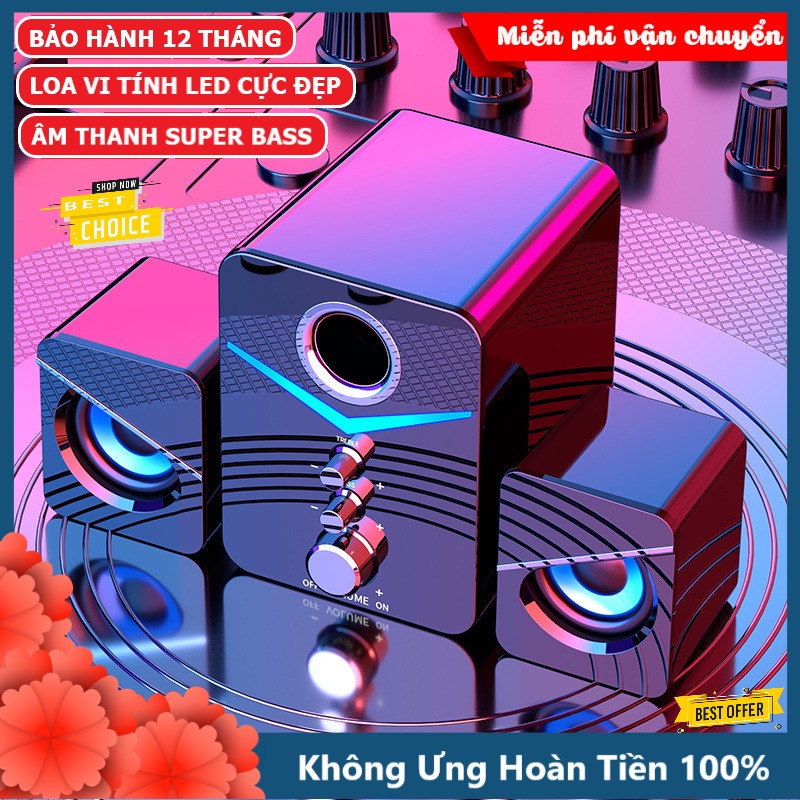 BẢO HÀNH 12 THÁNG
Miễn phí vận chuyển
LOA VI TÍNH LED CỰC ĐẸP
ÂM THANH SUPER BASS
SHOP NOW
BEST
CHOICE
TREBLE
- +
- +
- +
OFF ON
BEST OFFER
Không Ưng Hoàn Tiền 100%